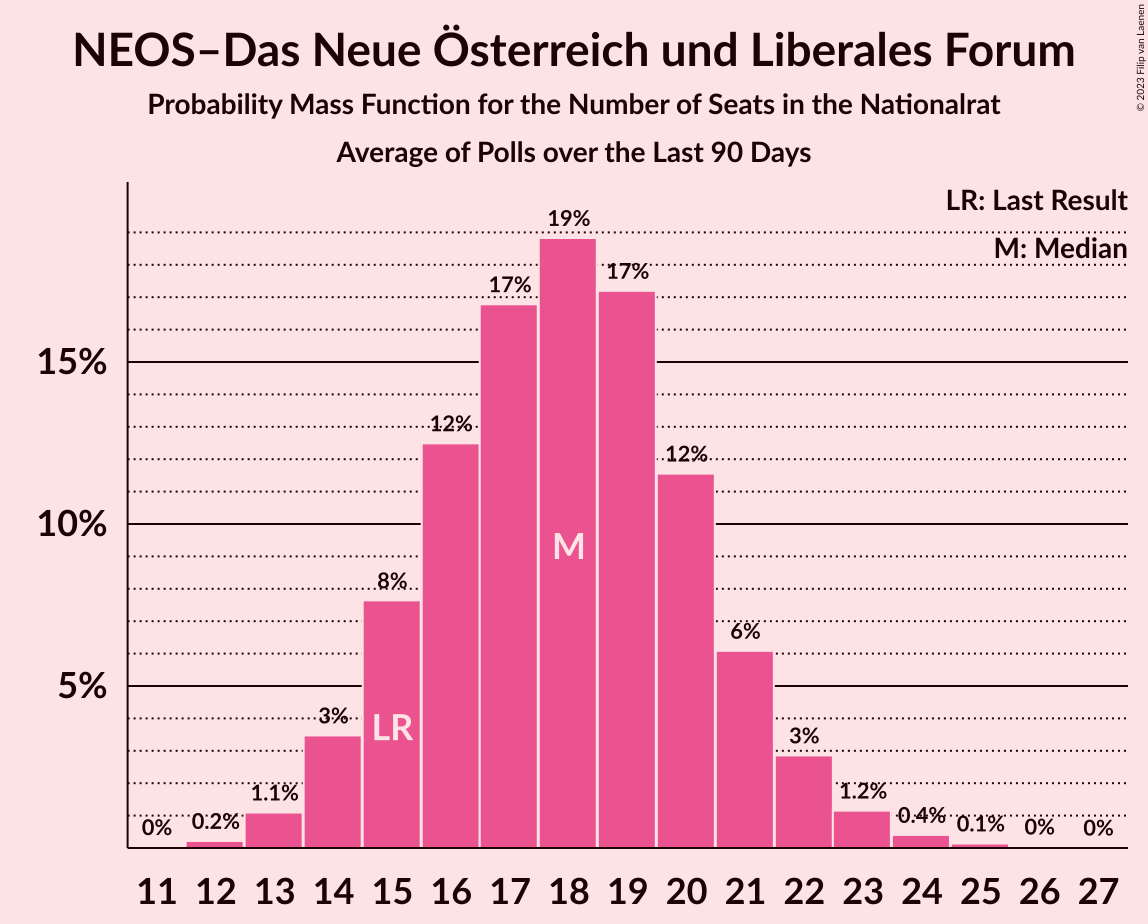 NEOS–Das Neue Österreich und Liberales Forum
Probability Mass Function for the Number of Seats in the Nationalrat
Average of Polls over the Last 90 Days
© 2023 Filip van Laenen
LR: Last Result
M: Median
19%
17%
17%
15%
12%
12%
10%
M
8%
6%
5%
LR
3%
3%
1.1%
1.2%
0%
0.2%
0.4%
0.1%
0%
0%
11 12 13 14 15 16 17 18 19 20 21 22 23 24 25 26 27